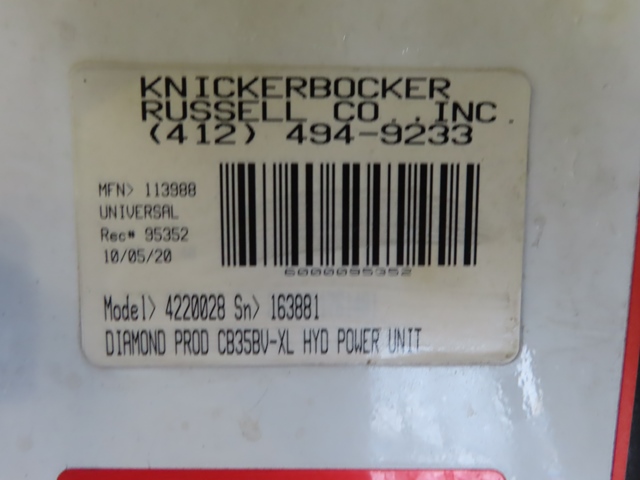 KNICKERBOCKER
RUSSELL CO., INC.
(412) 494-9233
MFN> 113988
UNIVERSAL
Rec# 95352
10/05/20
6000095352
Model> 4220028 Sn> 163881
DIAMOND PROD CB35BV-XL HYD POWER UNIT